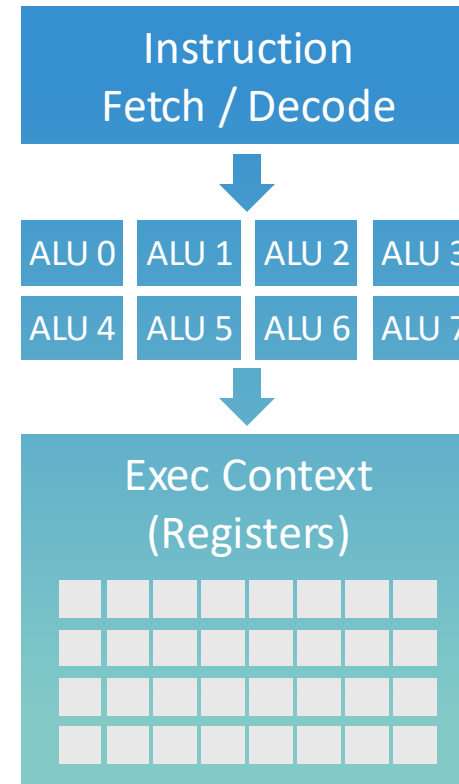 Instruction
Fetch / Decode
ALU 0 ALU 1 ALU 2 ALU 3
ALU 4 ALU 5 ALU 6 ALU 7
Exec Context
(Registers)